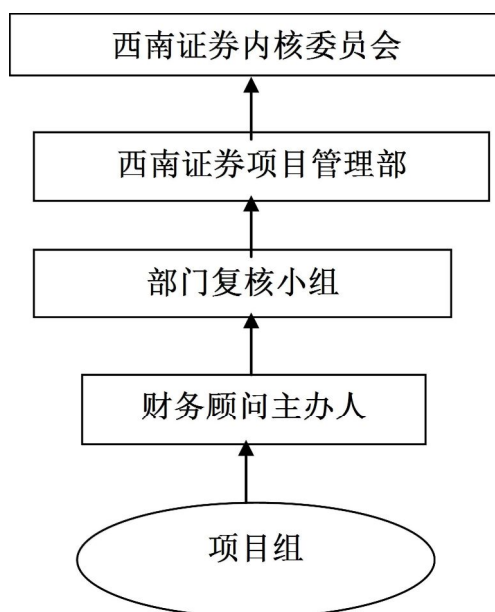 西南证券内核委员会
西南证券项目管理部
部门复核小组
财务顾问主办人
项目组